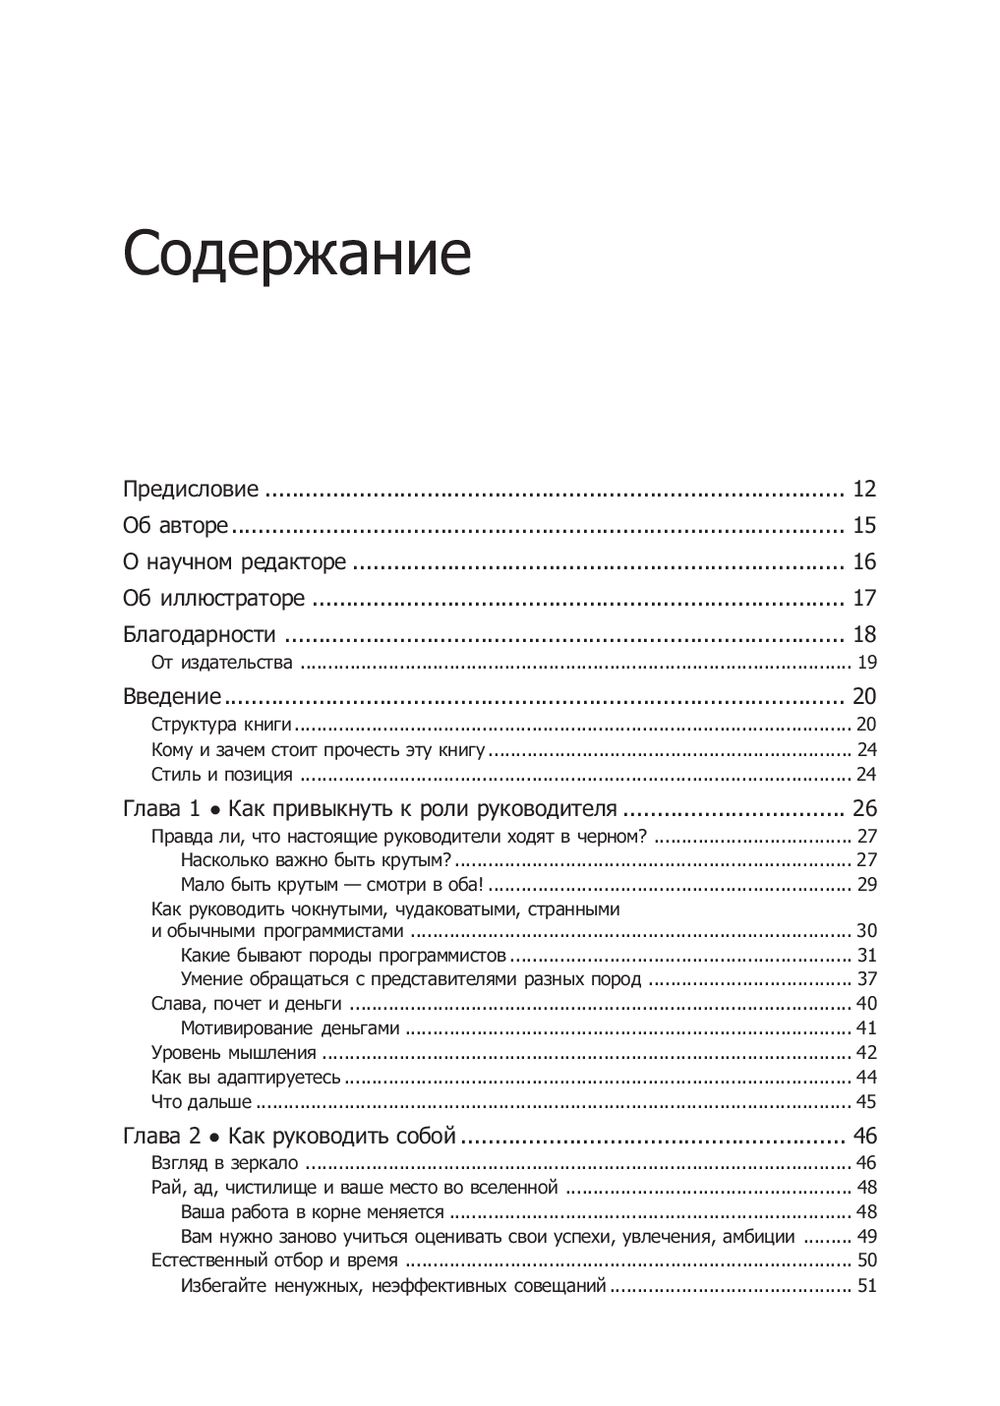 Содержание
Предисловие ........................................................................................ 12
Об авторе ............................................................................................ 15
О научном редакторе .......................................................................... 16
Об иллюстраторе ................................................................................ 17
Благодарности .................................................................................... 18
От издательства .................................................................................. 19
Введение ............................................................................................. 20
Структура книги .................................................................................. 20
Кому и зачем стоит прочесть эту книгу .............................................. 24
Стиль и позиция .................................................................................. 24
Глава 1 • Как привыкнуть к роли руководителя ................................. 26
Правда ли, что настоящие руководители ходят в черном? ................ 27
Насколько важно быть крутым? .......................................................... 27
Мало быть крутым — смотри в оба! .................................................... 29
Как руководить чокнутыми, чудаковатыми, странными
и обычными программистами ............................................................. 30
Какие бывают породы программистов ................................................ 31
Умение обращаться с представителями разных пород ...................... 37
Слава, почет и деньги ......................................................................... 40
Мотивирование деньгами .................................................................... 41
Уровень мышления .............................................................................. 42
Как вы адаптируетесь .......................................................................... 44
Что дальше .......................................................................................... 45
Глава 2 • Как руководить собой .......................................................... 46
Взгляд в зеркало ................................................................................. 46
Рай, ад, чистилище и ваше место во вселенной ................................. 48
Ваша работа в корне меняется ........................................................... 48
Вам нужно заново учиться оценивать свои успехи, увлечения, амбиции ......... 49
Естественный отбор и время ............................................................... 50
Избегайте ненужных, неэффективных совещаний .............................. 51